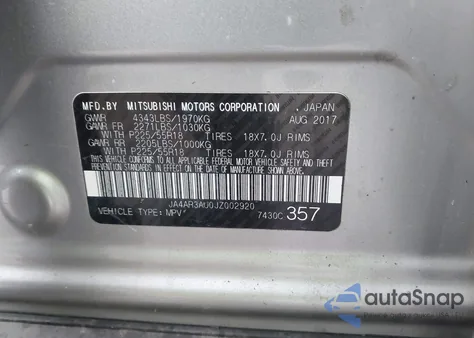 MFD.BY MITSUBISHI MOTORS CORPORATION . JAPAN
GVWR 4343LBS/1970KG AUG 2017
GAWR FR 2271LBS/1030KG
WITH P225/55R18 TIRES 18X7.0J RIMS
GAWR RR 2205LBS/1000KG
WITH P225/55R18 TIRES 18X7.0J RIMS
THIS VEHICLE CONFORMS TO ALL APPLICABLE FEDERAL MOTOR VEHICLE SAFETY, BUMPER AND THEFT
PREVENTION STANDARDS IN EFFECT ON THE DATE OF MANUFACTURE SHOWN ABOVE.
JA4AR3AU0JZ002920
VEHICLE TYPE: MPV* 7430C 357
autoSnap